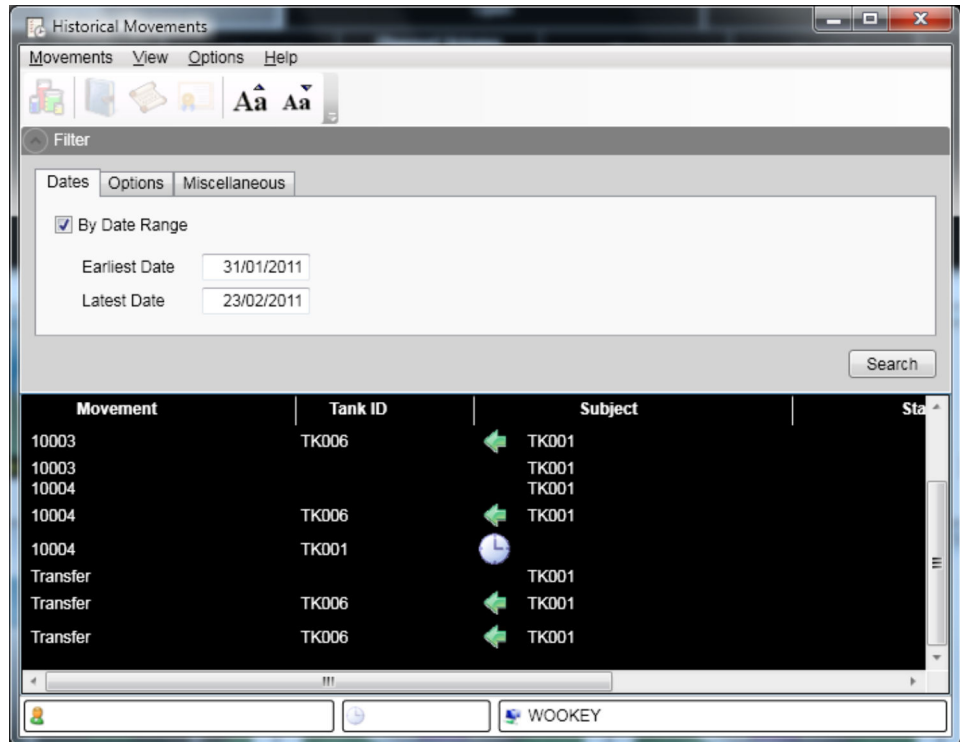 Historical Movements
Movements View Options Help
Aâ Aǎ
Filter
Dates Options Miscellaneous
By Date Range
Earliest Date 31/01/2011
Latest Date 23/02/2011
Search
Movement Tank ID Subject Sta
10003 TK006 TK001
10003 TK001
10004 TK001
10004 TK006 TK001
10004 TK001
Transfer TK001
Transfer TK006 TK001
Transfer TK006 TK001
WOOKEY